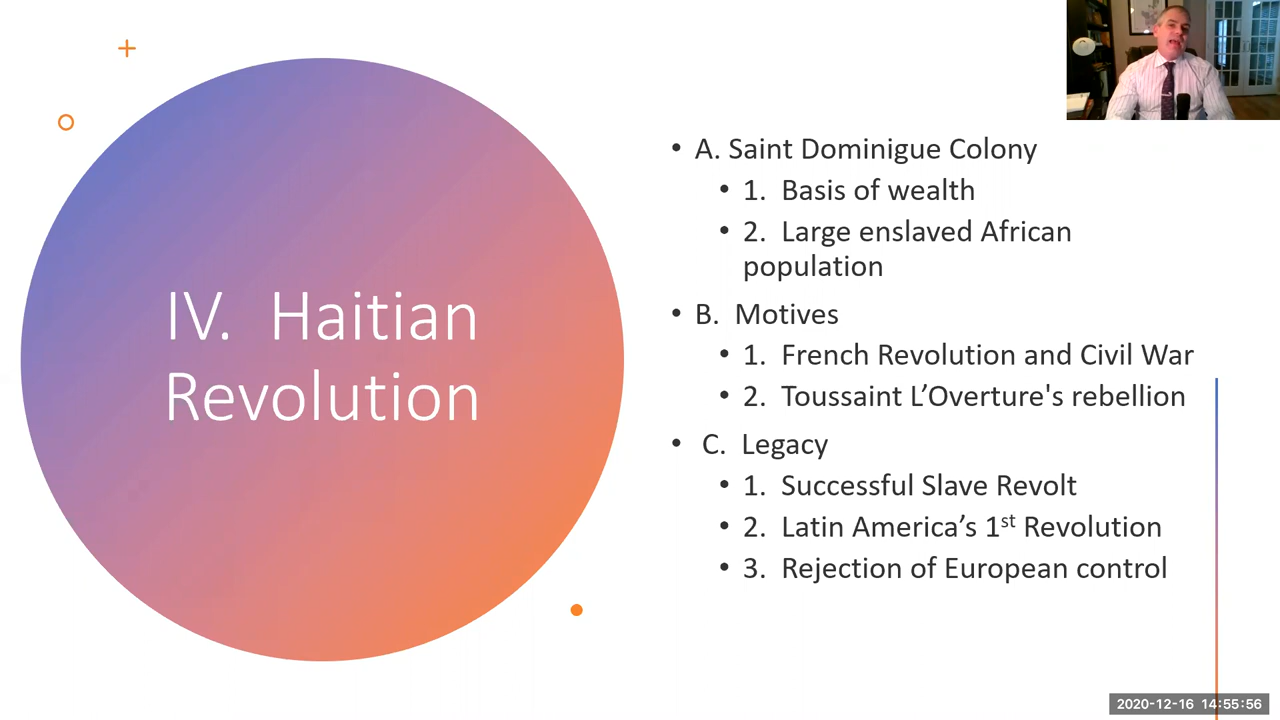 IV. Haitian
Revolution
• A. Saint Dominigue Colony
• 1. Basis of wealth
• 2. Large enslaved African
population
• B. Motives
• 1. French Revolution and Civil War
• 2. Toussaint L’Overture's rebellion
• C. Legacy
• 1. Successful Slave Revolt
• 2. Latin America’s 1st Revolution
• 3. Rejection of European control
2020-12-16 14:55:56